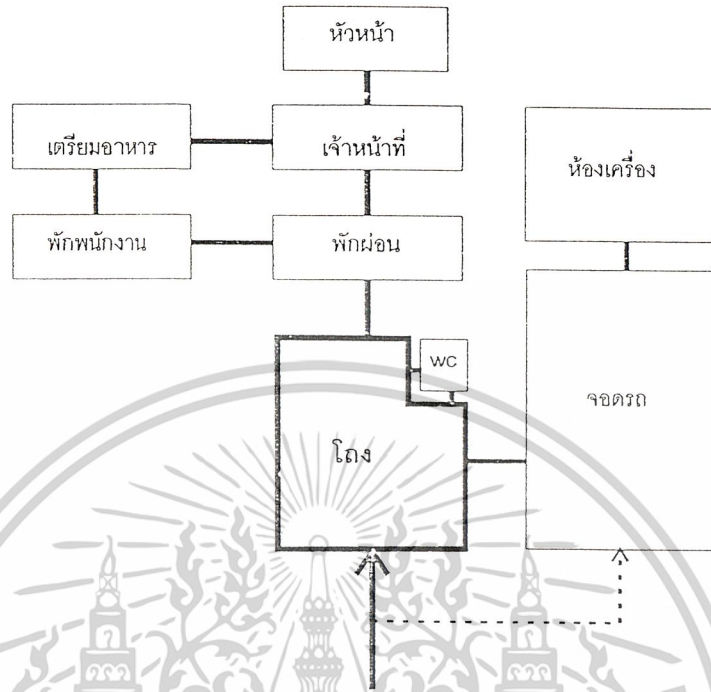 หัวหน้า
เตรียมอาหาร
เจ้าหน้าที่
ห้องเครื่อง
พักพนักงาน
พักผ่อน
WC
จอดรถ
โถง